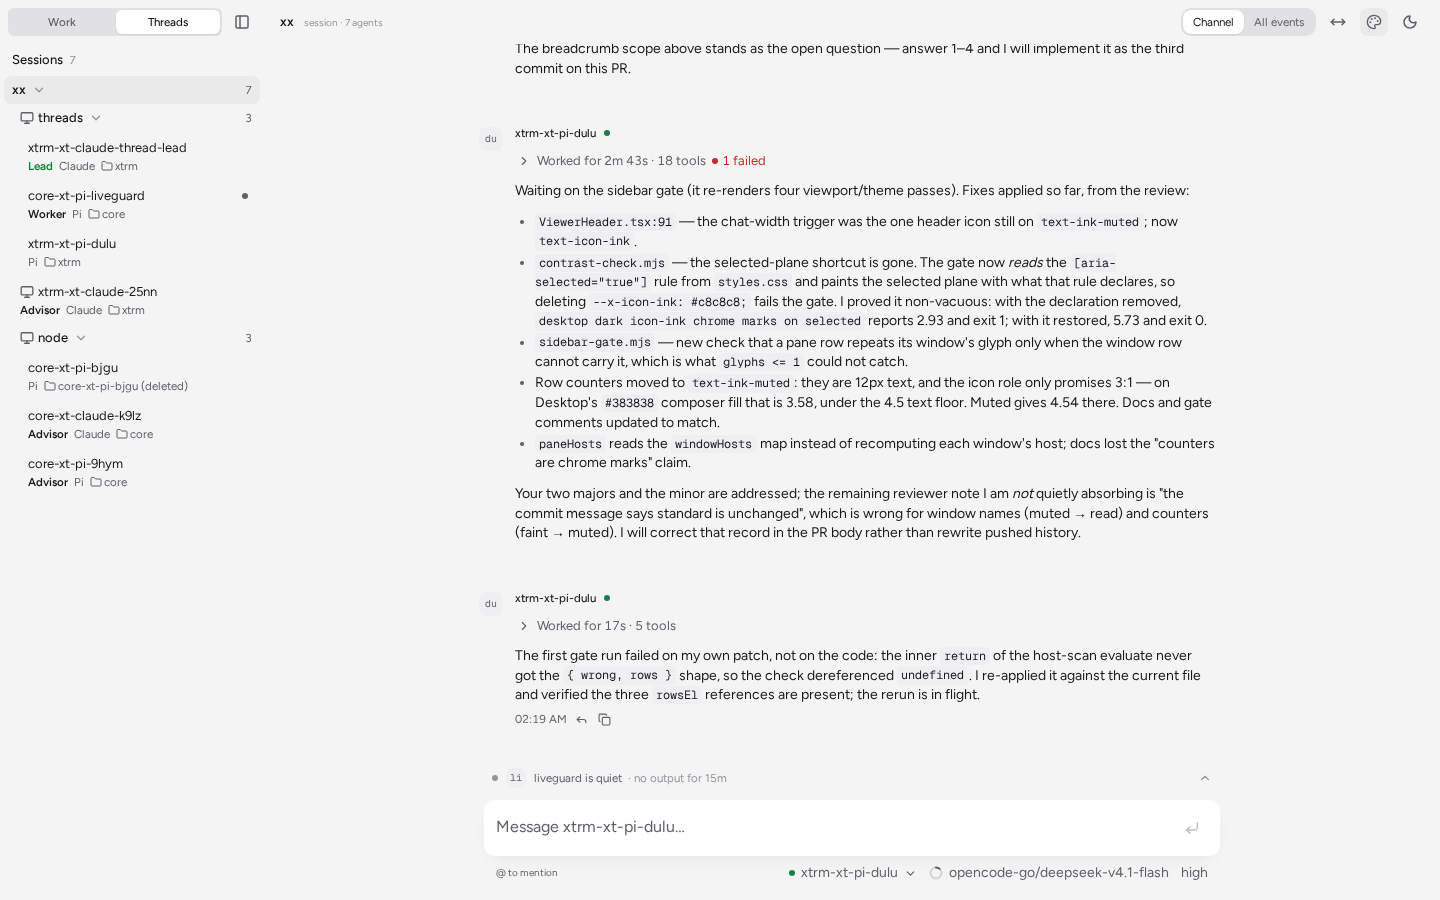 Work
Threads
xx session · 7 agents
Channel
All events
Sessions 7
xx 7
threads 3
xtrm-xt-claude-thread-lead
Lead Claude xtrm
core-xt-pi-liveguard
Worker Pi core
xtrm-xt-pi-dulu
Pi xtrm
xtrm-xt-claude-25nn
Advisor Claude xtrm
node 3
core-xt-pi-bjgu
Pi core-xt-pi-bjgu (deleted)
core-xt-claude-k9lz
Advisor Claude core
core-xt-pi-9hym
Advisor Pi core
The breadcrumb scope above stands as the open question — answer 1–4 and I will implement it as the third
commit on this PR.
du xtrm-xt-pi-dulu
Worked for 2m 43s · 18 tools 1 failed
Waiting on the sidebar gate (it re-renders four viewport/theme passes). Fixes applied so far, from the review:
• ViewerHeader.tsx:91 — the chat-width trigger was the one header icon still on text-ink-muted ; now
text-icon-ink .
• contrast-check.mjs — the selected-plane shortcut is gone. The gate now reads the [aria-
selected="true"] rule from styles.css and paints the selected plane with what that rule declares, so
deleting --x-icon-ink: #c8c8c8; fails the gate. I proved it non-vacuous: with the declaration removed,
desktop dark icon-ink chrome marks on selected reports 2.93 and exit 1; with it restored, 5.73 and exit 0.
• sidebar-gate.mjs — new check that a pane row repeats its window's glyph only when the window row
cannot carry it, which is what glyphs <= 1 could not catch.
• Row counters moved to text-ink-muted : they are 12px text, and the icon role only promises 3:1 — on
Desktop's #383838 composer fill that is 3.58, under the 4.5 text floor. Muted gives 4.54 there. Docs and gate
comments updated to match.
• paneHosts reads the windowHosts map instead of recomputing each window's host; docs lost the "counters
are chrome marks" claim.
Your two majors and the minor are addressed; the remaining reviewer note I am not quietly absorbing is "the
commit message says standard is unchanged", which is wrong for window names (muted → read) and counters
(faint → muted). I will correct that record in the PR body rather than rewrite pushed history.
du xtrm-xt-pi-dulu
Worked for 17s · 5 tools
The first gate run failed on my own patch, not on the code: the inner return of the host-scan evaluate never
got the { wrong, rows } shape, so the check dereferenced undefined . I re-applied it against the current file
and verified the three rowsEl references are present; the rerun is in flight.
02:19 AM
li liveguard is quiet · no output for 15m
Message xtrm-xt-pi-dulu…
@ to mention
xtrm-xt-pi-dulu opencode-go/deepseek-v4.1-flash high